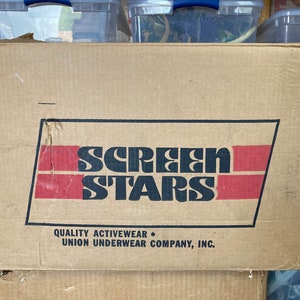 SCREEN
STARS
QUALITY ACTIVEWEAR •
UNION UNDERWEAR COMPANY, INC.